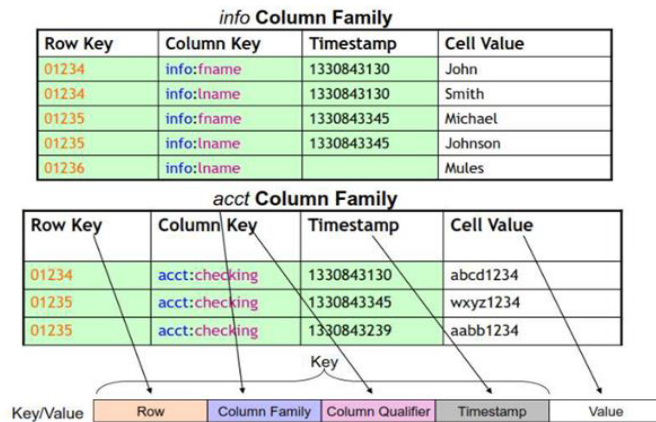 info Column Family
Row Key Column Key Timestamp Cell Value
01234 info:fname 1330843130 John
01234 info:lname 1330843130 Smith
01235 info:fname 1330843345 Michael
01235 info:lname 1330843345 Johnson
01236 info:lname Mules
acct Column Family
Row Key Column Key Timestamp Cell Value
01234 acct:checking 1330843130 abcd1234
01235 acct:checking 1330843345 wxyz1234
01235 acct:checking 1330843239 aabb1234
Key
Key/Value Row Column Family Column Qualifier Timestamp Value